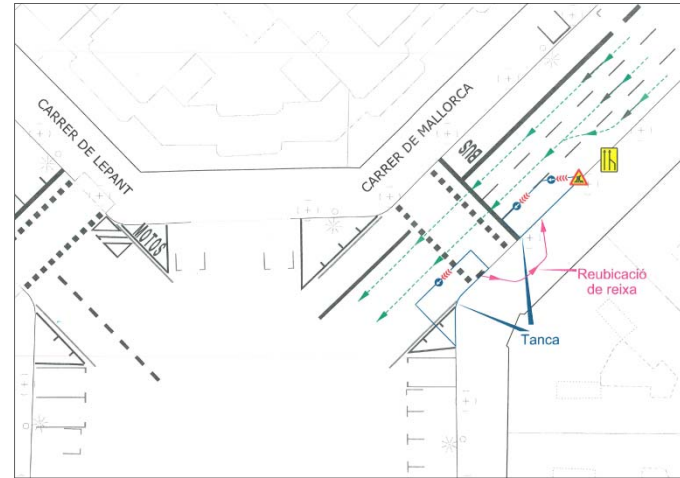 CARRER DE LEPANT
CARRER DE MALLORCA
BUS
MOTOS
Reubicació
de reixa
Tanca